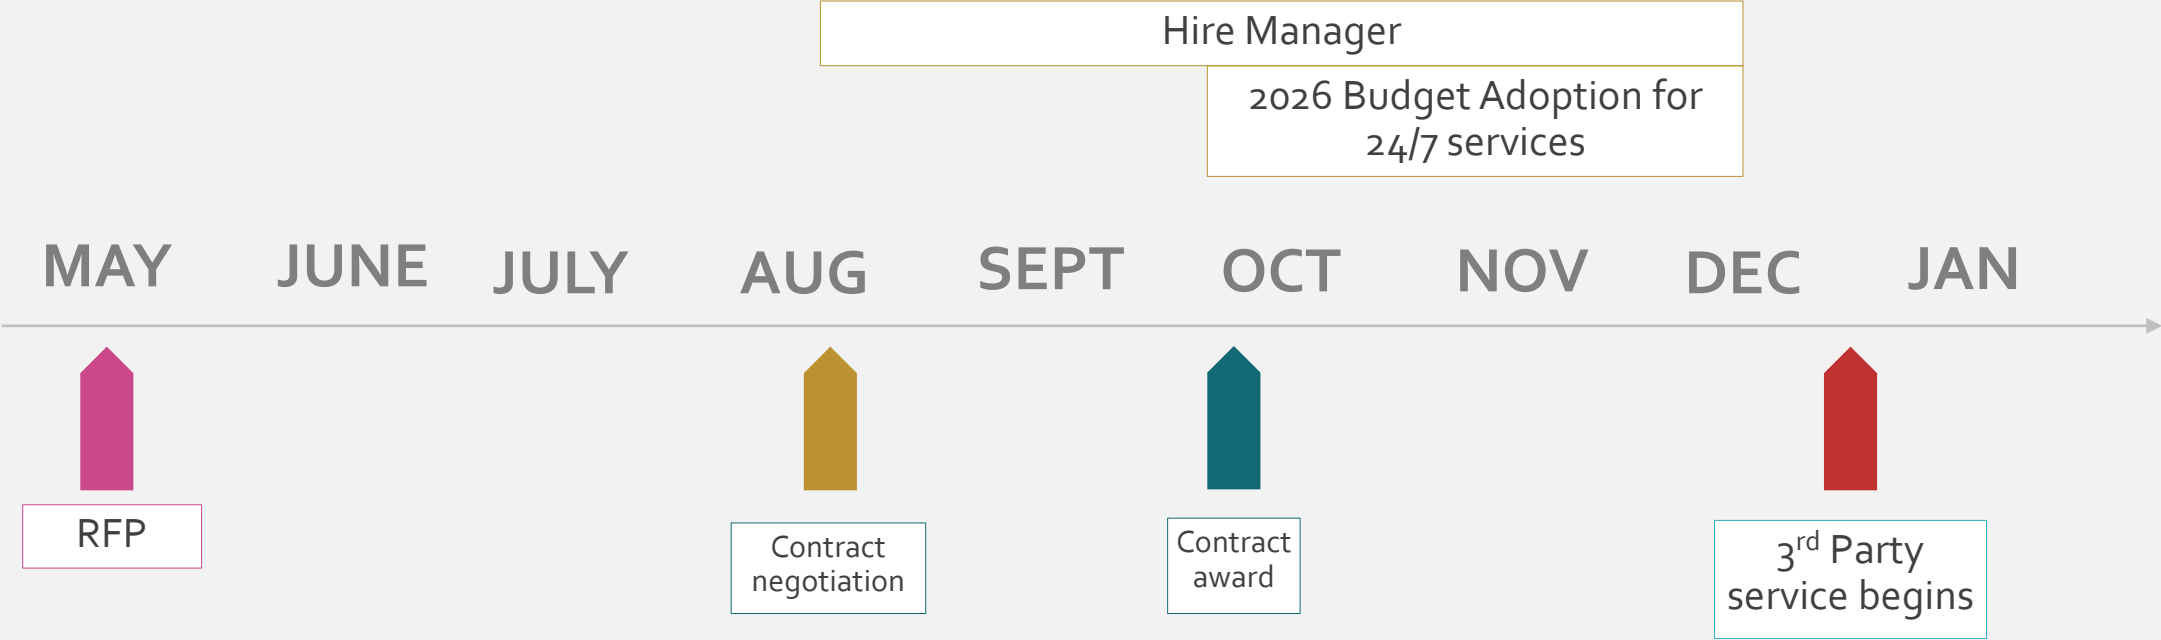 Hire Manager
2026 Budget Adoption for
24/7 services
MAY JUNE JULY AUG SEPT OCT NOV DEC JAN
RFP
Contract
negotiation
Contract
award
3rd Party
service begins